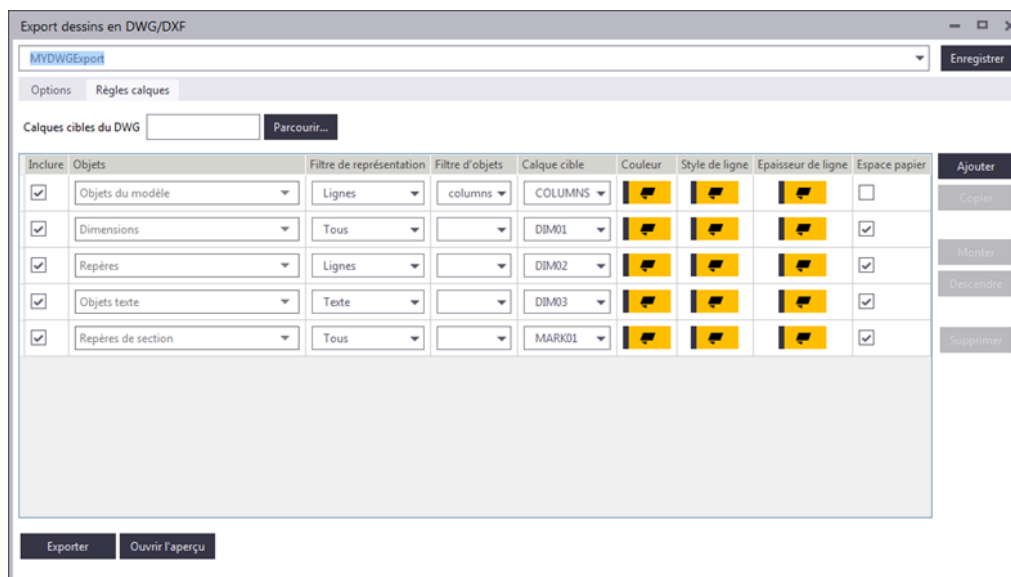 Export dessins en DWG/DXF
MYDWGExport Enregistrer
Options Règles calques
Calques cibles du DWG Parcourir...
Inclure Objets Filtre de représentation Filtre d'objets Calque cible Couleur Style de ligne Epaisseur de ligne Espace papier Ajouter
Objets du modèle Lignes columns COLUMNS Copier
Dimensions Tous DIM01
Repères Lignes DIM02 Monter
Descendre
Objets texte Texte DIM03
Repères de section Tous MARK01 Supprimer
Exporter Ouvrir l'aperçu